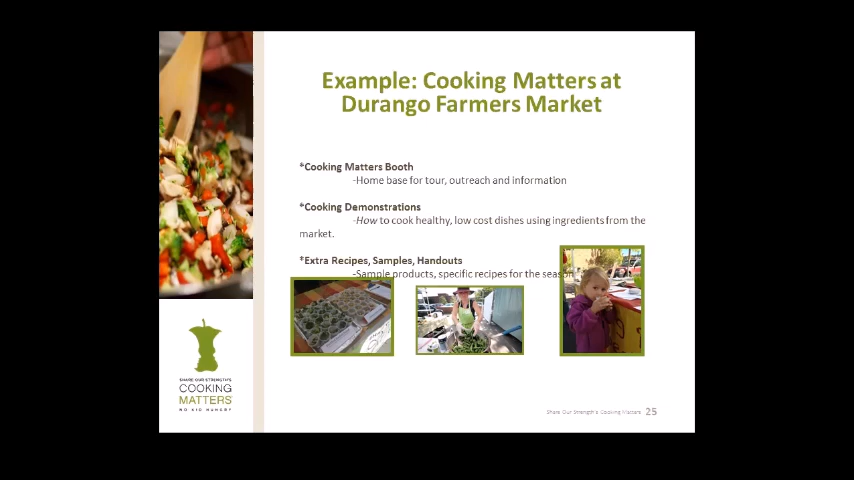 Example: Cooking Matters at
Durango Farmers Market
*Cooking Matters Booth
-Home base for tour, outreach and information
*Cooking Demonstrations
-How to cook healthy, low cost dishes using ingredients from the
market.
*Extra Recipes, Samples, Handouts
-Sample products, specific recipes for the season
SHARE OUR STRENGTH'S
COOKING
MATTERS
NO KID HUNGRY
Share Our Strength's Cooking Matters 25